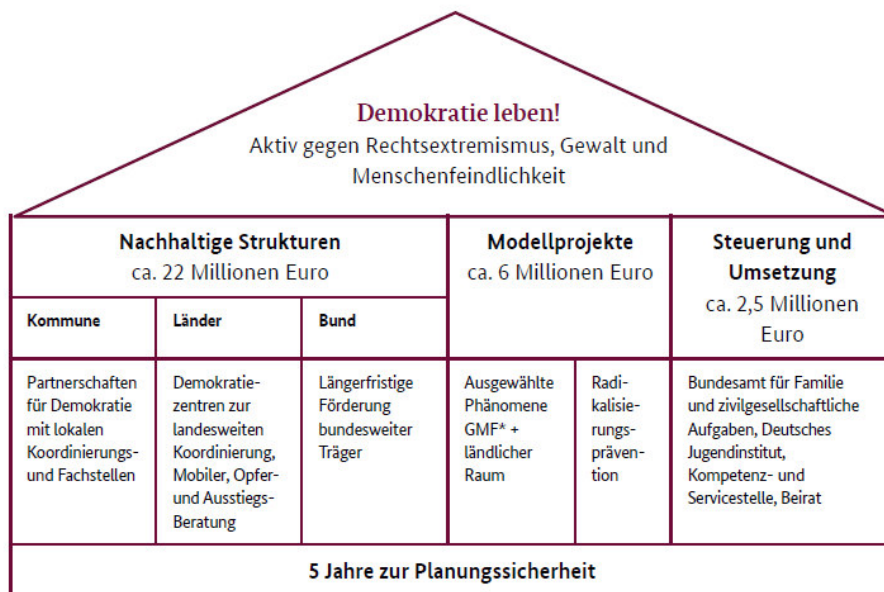 Demokratie leben!
Aktiv gegen Rechtsextremismus, Gewalt und
Menschenfeindlichkeit
Nachhaltige Strukturen
ca. 22 Millionen Euro
Modellprojekte
ca. 6 Millionen Euro
Steuerung und
Umsetzung
ca. 2,5 Millionen
Euro
Kommune
Länder
Bund
Partnerschaften
für Demokratie
mit lokalen
Koordinierungs-
und Fachstellen
Demokratie-
zentren zur
landesweiten
Koordinierung,
Mobiler, Opfer-
und Ausstiegs-
Beratung
Längerfristige
Förderung
bundesweiter
Träger
Ausgewählte
Phänomene
GMF* +
ländlicher
Raum
Radi-
kalisie-
rungs-
präven-
tion
Bundesamt für Familie
und zivilgesellschaftliche
Aufgaben, Deutsches
Jugendinstitut,
Kompetenz- und
Servicestelle, Beirat
5 Jahre zur Planungssicherheit